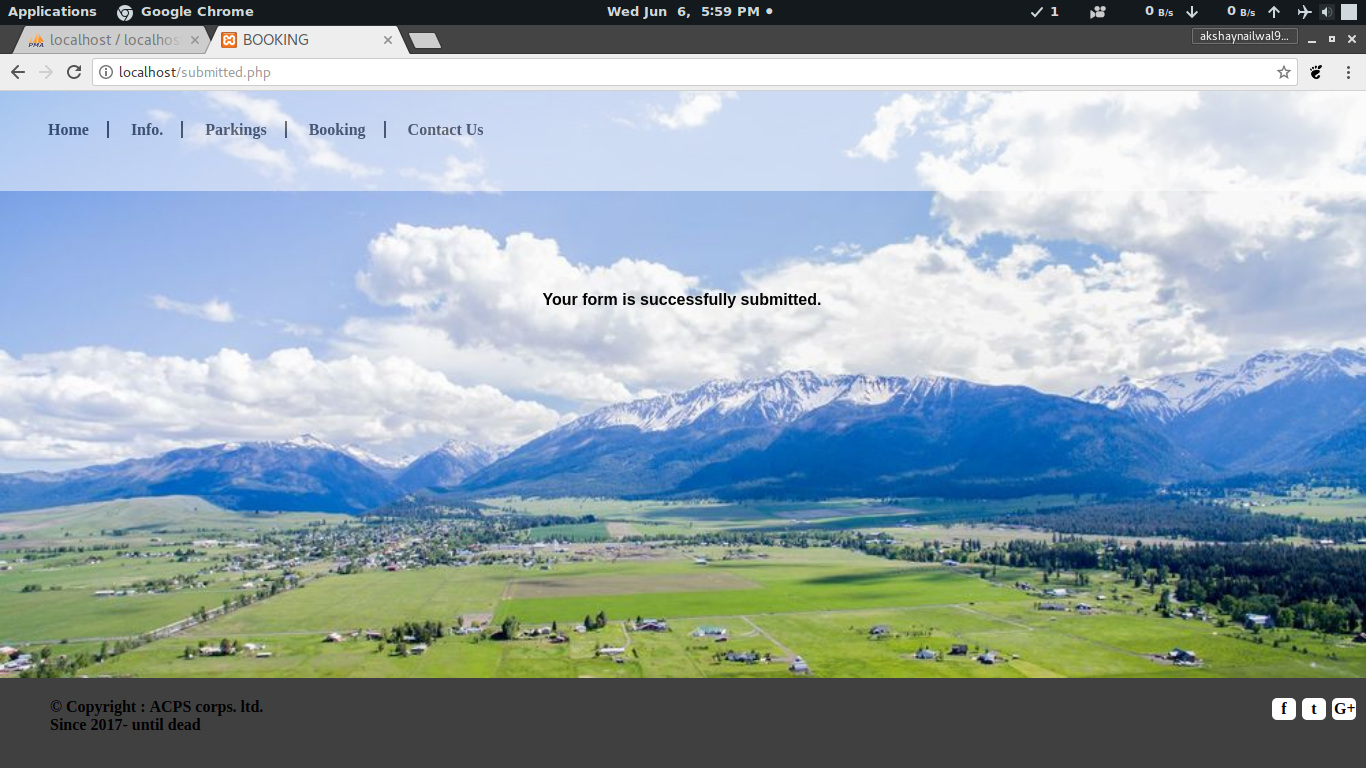 Applications Google Chrome Wed Jun 6, 5:59 PM 1 0 B/s 0 B/s
PMA localhost / localhos BOOKING akshaynailwal9...
localhost/submitted.php
Home Info. Parkings Booking Contact Us
Your form is successfully submitted.
© Copyright : ACPS corps. ltd.
Since 2017- until dead
f t G+